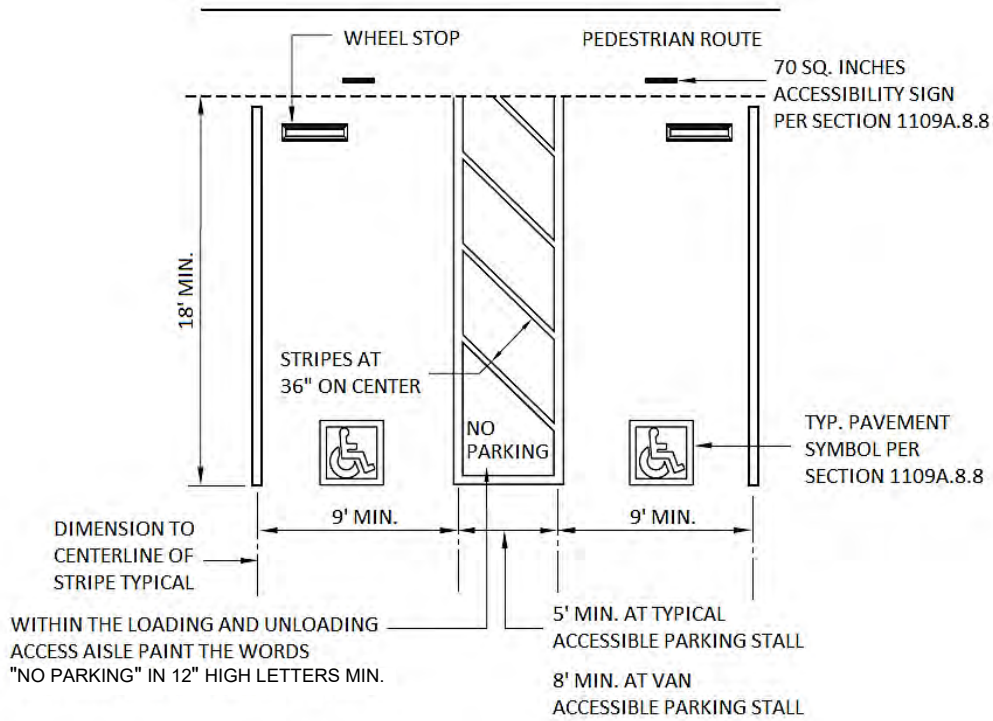 WHEEL STOP
PEDESTRIAN ROUTE
70 SQ. INCHES
ACCESSIBILITY SIGN
PER SECTION 1109A.8.8
18' MIN.
STRIPES AT
36" ON CENTER
NO
PARKING
TYP. PAVEMENT
SYMBOL PER
SECTION 1109A.8.8
9' MIN.
9' MIN.
DIMENSION TO
CENTERLINE OF
STRIPE TYPICAL
WITHIN THE LOADING AND UNLOADING
ACCESS AISLE PAINT THE WORDS
"NO PARKING" IN 12" HIGH LETTERS MIN.
5' MIN. AT TYPICAL
ACCESSIBLE PARKING STALL
8' MIN. AT VAN
ACCESSIBLE PARKING STALL